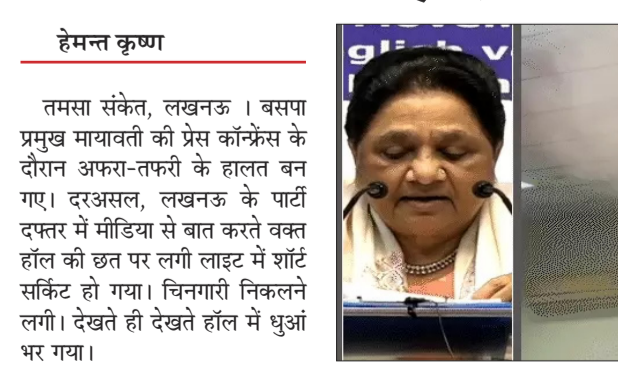 हेमन्त कृष्ण
तमसा संकेत, लखनऊ । बसपा
प्रमुख मायावती की प्रेस कॉन्फ्रेंस के
दौरान अफरा-तफरी के हालत बन
गए। दरअसल, लखनऊ के पार्टी
दफ्तर में मीडिया से बात करते वक्त
हॉल की छत पर लगी लाइट में शॉर्ट
सर्किट हो गया। चिनगारी निकलने
लगी। देखते ही देखते हॉल में धुआं
भर गया।